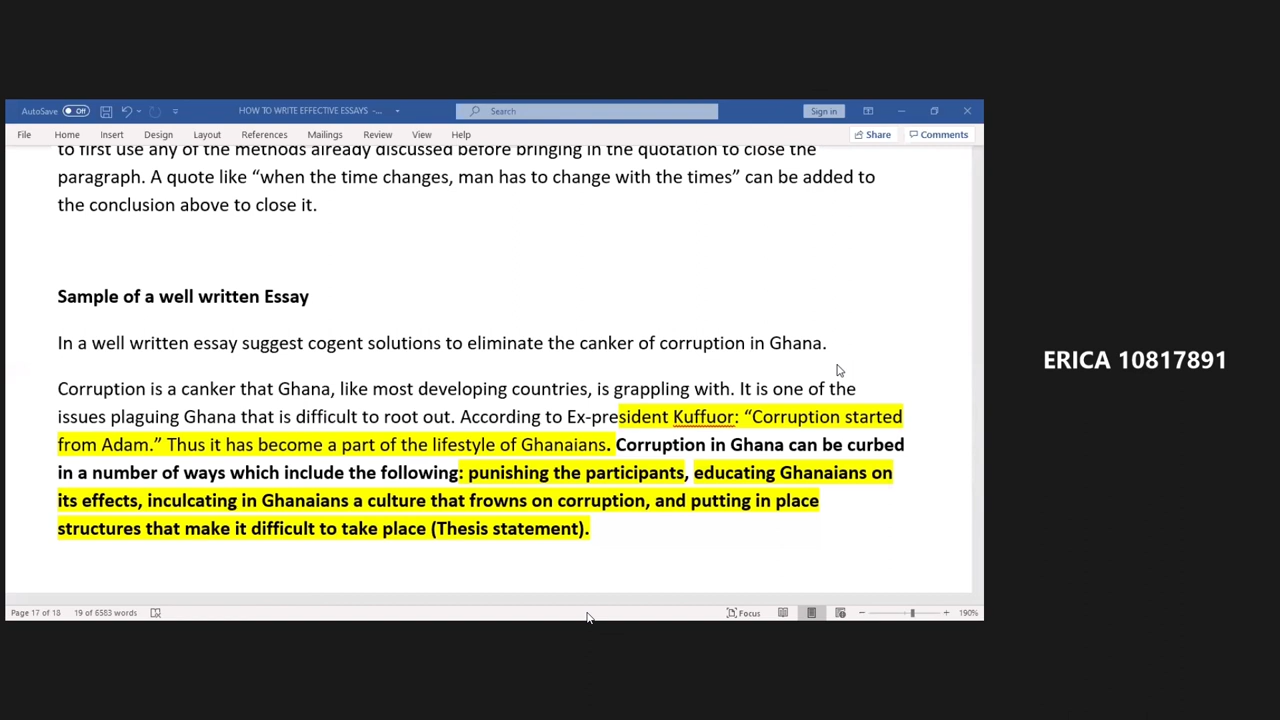 AutoSave Off HOW TO WRITE EFFECTIVE ESSAYS -... Search Sign in
File Home Insert Design Layout References Mailings Review View Help Share Comments
to first use any of the methods already discussed before bringing in the quotation to close the
paragraph. A quote like “when the time changes, man has to change with the times” can be added to
the conclusion above to close it.
Sample of a well written Essay
In a well written essay suggest cogent solutions to eliminate the canker of corruption in Ghana.
Corruption is a canker that Ghana, like most developing countries, is grappling with. It is one of the
issues plaguing Ghana that is difficult to root out. According to Ex-president Kuffuor: “Corruption started
from Adam.” Thus it has become a part of the lifestyle of Ghanaians. Corruption in Ghana can be curbed
in a number of ways which include the following: punishing the participants, educating Ghanaians on
its effects, inculcating in Ghanaians a culture that frowns on corruption, and putting in place
structures that make it difficult to take place (Thesis statement).
ERICA 10817891
Page 17 of 18 19 of 6583 words Focus 190%